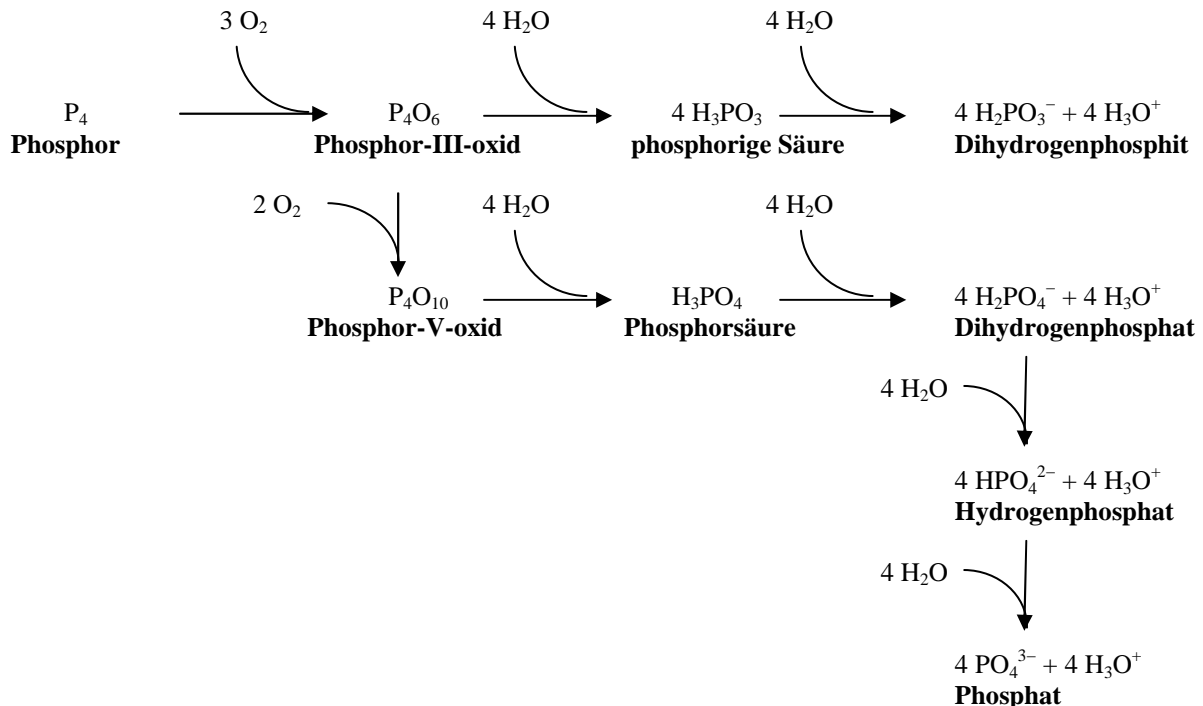 3 O₂ 4 H₂O 4 H₂O
P₄ P₄O₆ 4 H₃PO₃ 4 H₂PO₃⁻ + 4 H₃O⁺
Phosphor Phosphor-III-oxid phosphorige Säure Dihydrogenphosphit
2 O₂ 4 H₂O 4 H₂O
P₄O₁₀ H₃PO₄ 4 H₂PO₄⁻ + 4 H₃O⁺
Phosphor-V-oxid Phosphorsäure Dihydrogenphosphat
4 H₂O
4 HPO₄²⁻ + 4 H₃O⁺
Hydrogenphosphat
4 H₂O
4 PO₄³⁻ + 4 H₃O⁺
Phosphat